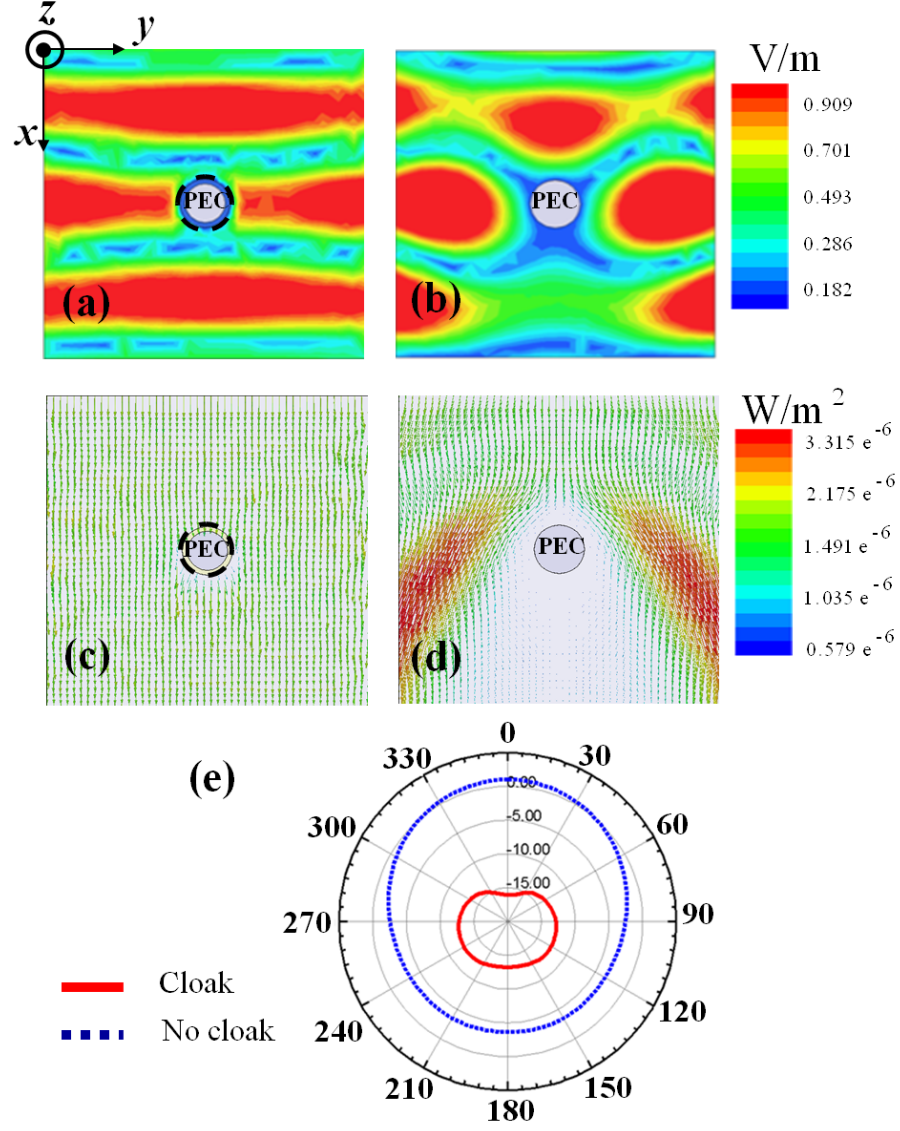 z
y
x
V/m
0.909
0.701
0.493
0.286
0.182
PEC
PEC
(a)
(b)
W/m 2
3.315 e-6
2.175 e-6
1.491 e-6
1.035 e-6
0.579 e-6
PEC
PEC
(c)
(d)
(e)
0
30
60
90
120
150
180
210
240
270
300
330
0.00
-5.00
-10.00
-15.00
Cloak
No cloak